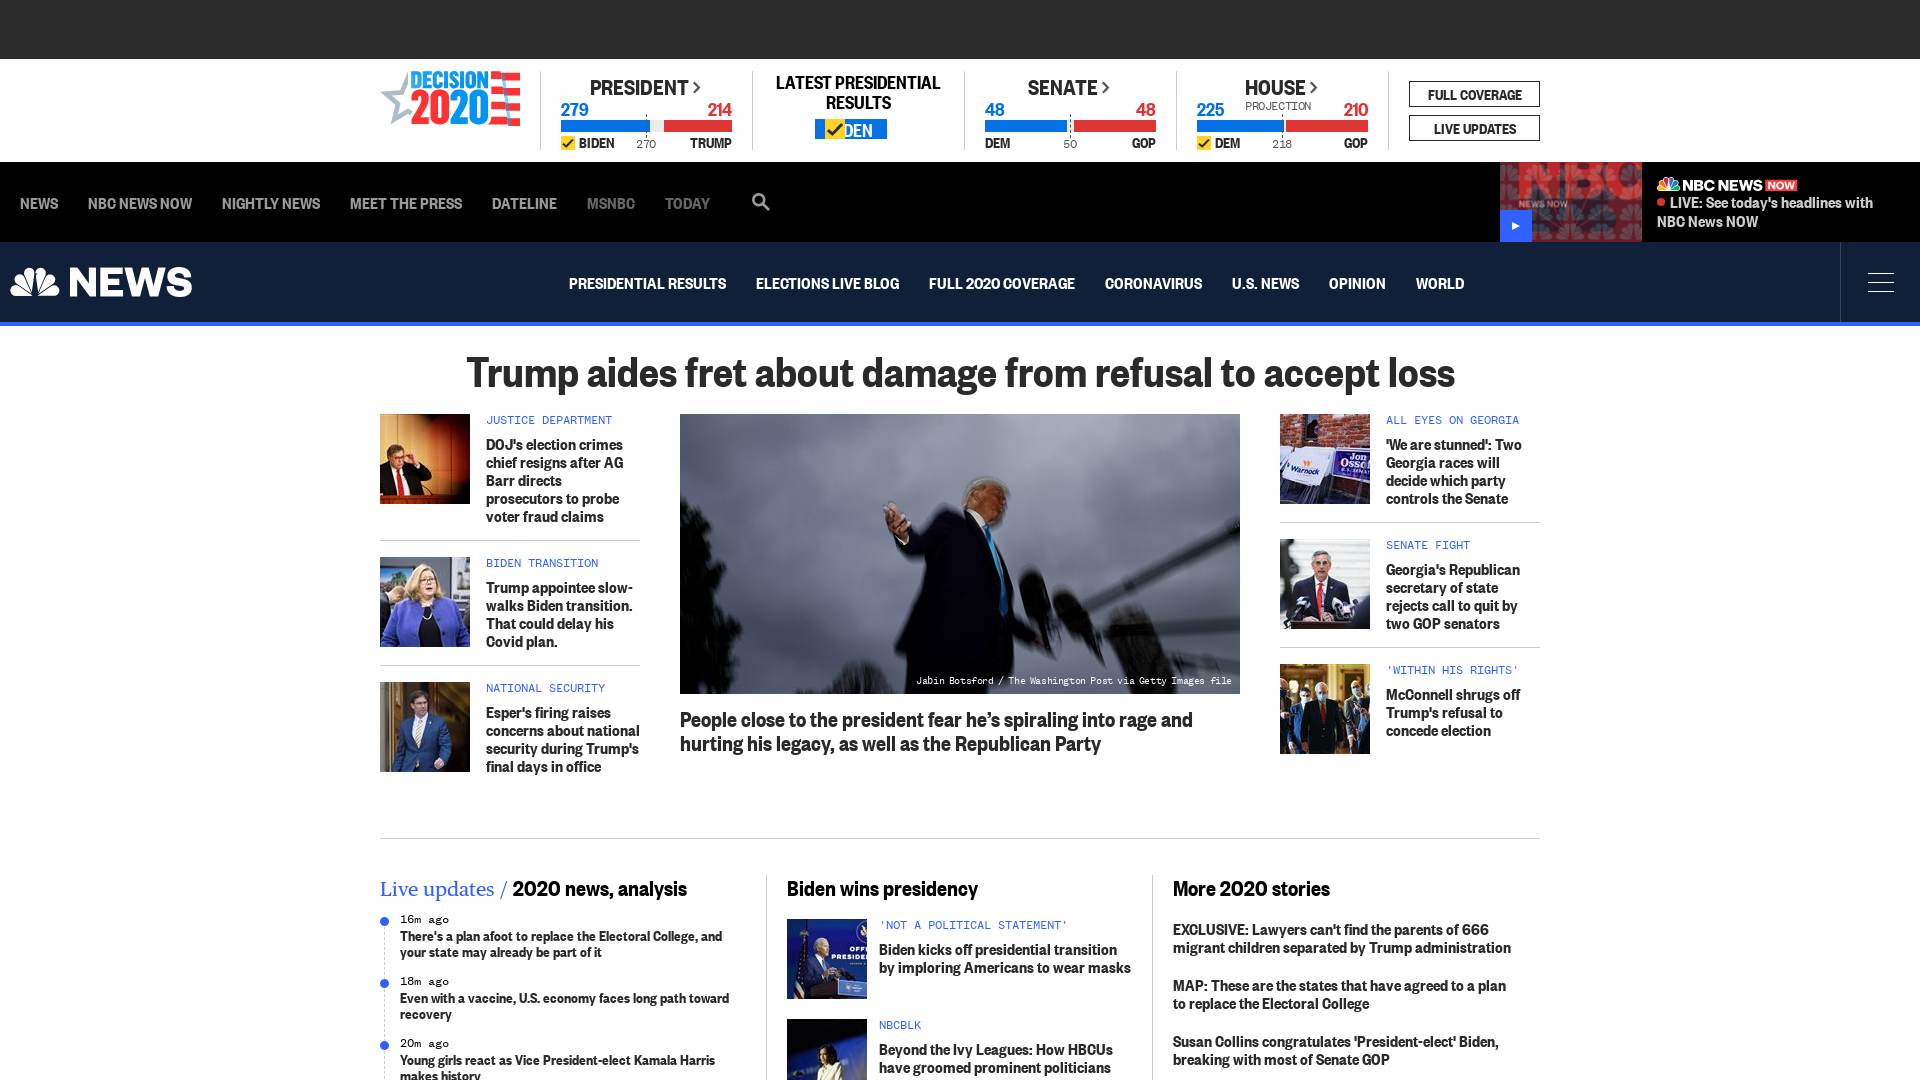 DECISION
2020
PRESIDENT
279 214
BIDEN 270 TRUMP
LATEST PRESIDENTIAL
RESULTS
SENATE
48 48
DEM 50 GOP
HOUSE
225 PROJECTION 210
DEM 218 GOP
FULL COVERAGE
LIVE UPDATES
NEWS NBC NEWS NOW NIGHTLY NEWS MEET THE PRESS DATELINE MSNBC TODAY
NEWS NOW
NBC NEWS NOW
LIVE: See today's headlines with
NBC News NOW
NEWS
PRESIDENTIAL RESULTS ELECTIONS LIVE BLOG FULL 2020 COVERAGE CORONAVIRUS U.S. NEWS OPINION WORLD
Trump aides fret about damage from refusal to accept loss
JUSTICE DEPARTMENT
DOJ's election crimes
chief resigns after AG
Barr directs
prosecutors to probe
voter fraud claims
BIDEN TRANSITION
Trump appointee slow-
walks Biden transition.
That could delay his
Covid plan.
NATIONAL SECURITY
Esper's firing raises
concerns about national
security during Trump's
final days in office
Jabin Botsford / The Washington Post via Getty Images file
People close to the president fear he’s spiraling into rage and
hurting his legacy, as well as the Republican Party
Warnock
Jon
Ossoff
ALL EYES ON GEORGIA
'We are stunned': Two
Georgia races will
decide which party
controls the Senate
SENATE FIGHT
Georgia's Republican
secretary of state
rejects call to quit by
two GOP senators
'WITHIN HIS RIGHTS'
McConnell shrugs off
Trump's refusal to
concede election
Live updates / 2020 news, analysis
16m ago
There's a plan afoot to replace the Electoral College, and
your state may already be part of it
18m ago
Even with a vaccine, U.S. economy faces long path toward
recovery
20m ago
Young girls react as Vice President-elect Kamala Harris
makes history
Biden wins presidency
'NOT A POLITICAL STATEMENT'
Biden kicks off presidential transition
by imploring Americans to wear masks
NBCBLK
Beyond the Ivy Leagues: How HBCUs
have groomed prominent politicians
More 2020 stories
EXCLUSIVE: Lawyers can't find the parents of 666
migrant children separated by Trump administration
MAP: These are the states that have agreed to a plan
to replace the Electoral College
Susan Collins congratulates 'President-elect' Biden,
breaking with most of Senate GOP